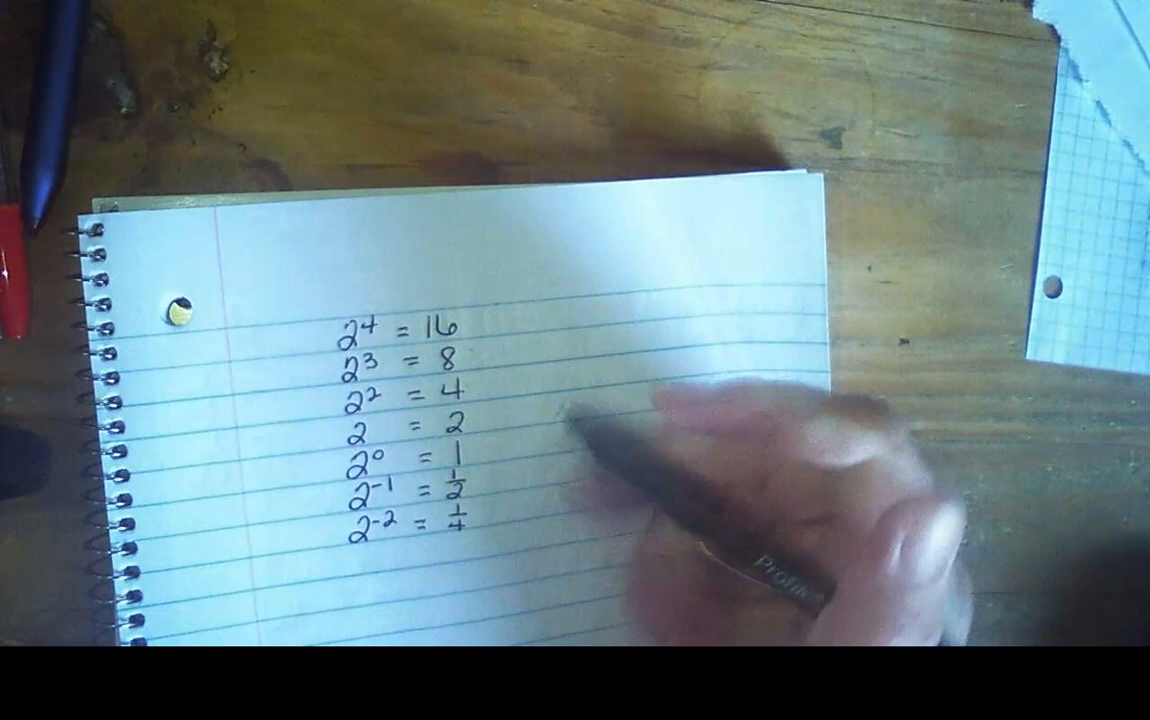 2⁴ = 16
2³ = 8
2² = 4
2 = 2
2⁰ = 1
2⁻¹ = 1/2
2⁻² = 1/4